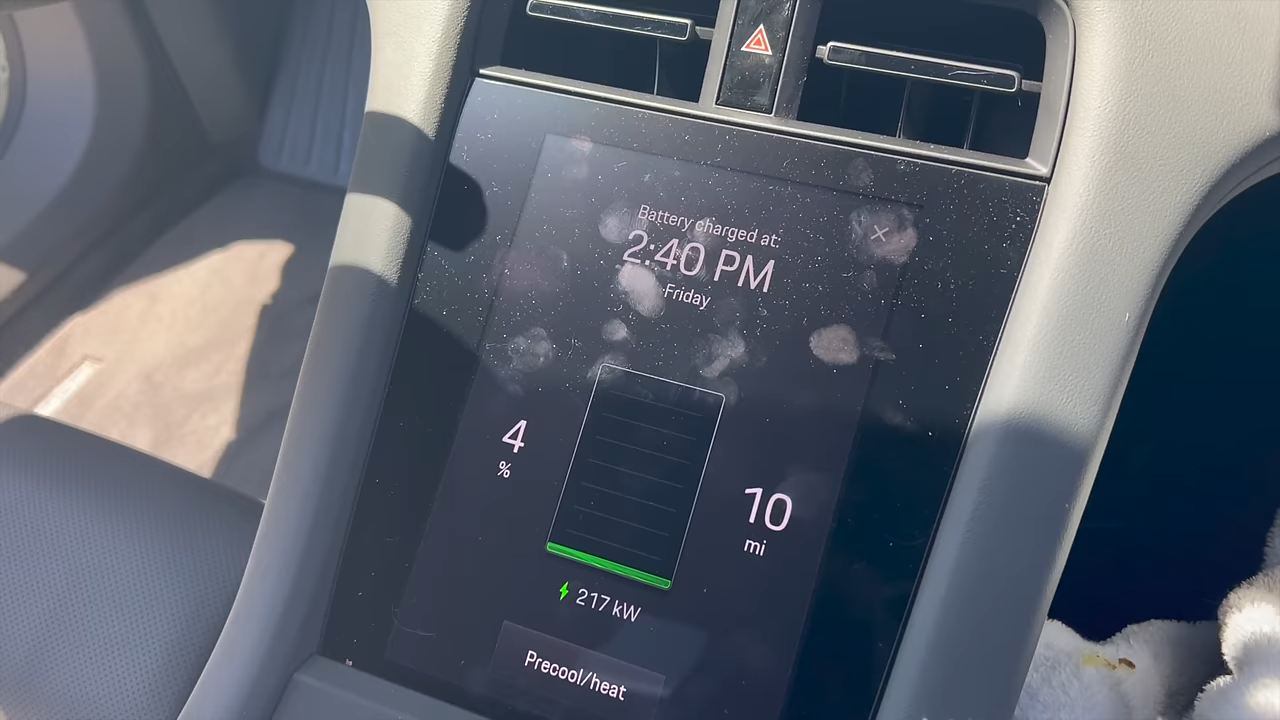 Battery charged at:
2:40 PM
Friday
4
%
10
mi
217 kW
Precool/heat